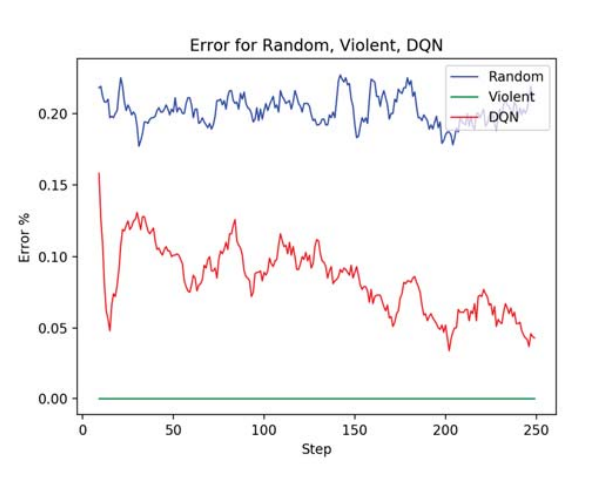 Error for Random, Violent, DQN
Random
Violent
DQN
0.20
0.15
0.10
0.05
0.00
Error %
0
50
100
150
200
250
Step